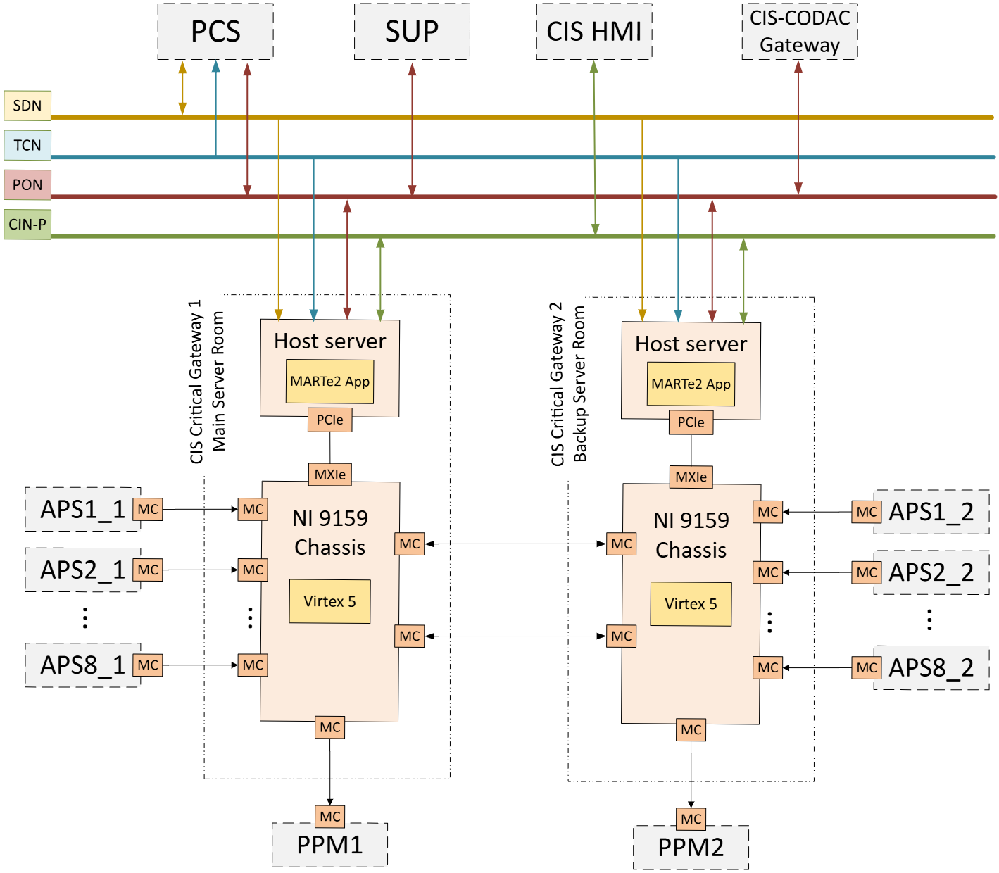 PCS
SUP
CIS HMI
CIS-CODAC
Gateway
SDN
TCN
PON
CIN-P
CIS Critical Gateway 1
Main Server Room
Host server
MARTe2 App
PCIe
MXIe
NI 9159
Chassis
Virtex 5
MC
MC
MC
MC
APS1_1
MC
APS2_1
MC
⋮
⋮
APS8_1
MC
MC
MC
MC
PPM1
CIS Critical Gateway 2
Backup Server Room
Host server
MARTe2 App
PCIe
MXIe
NI 9159
Chassis
Virtex 5
MC
MC
MC
MC
MC
APS1_2
MC
APS2_2
⋮
⋮
MC
MC
APS8_2
MC
MC
PPM2